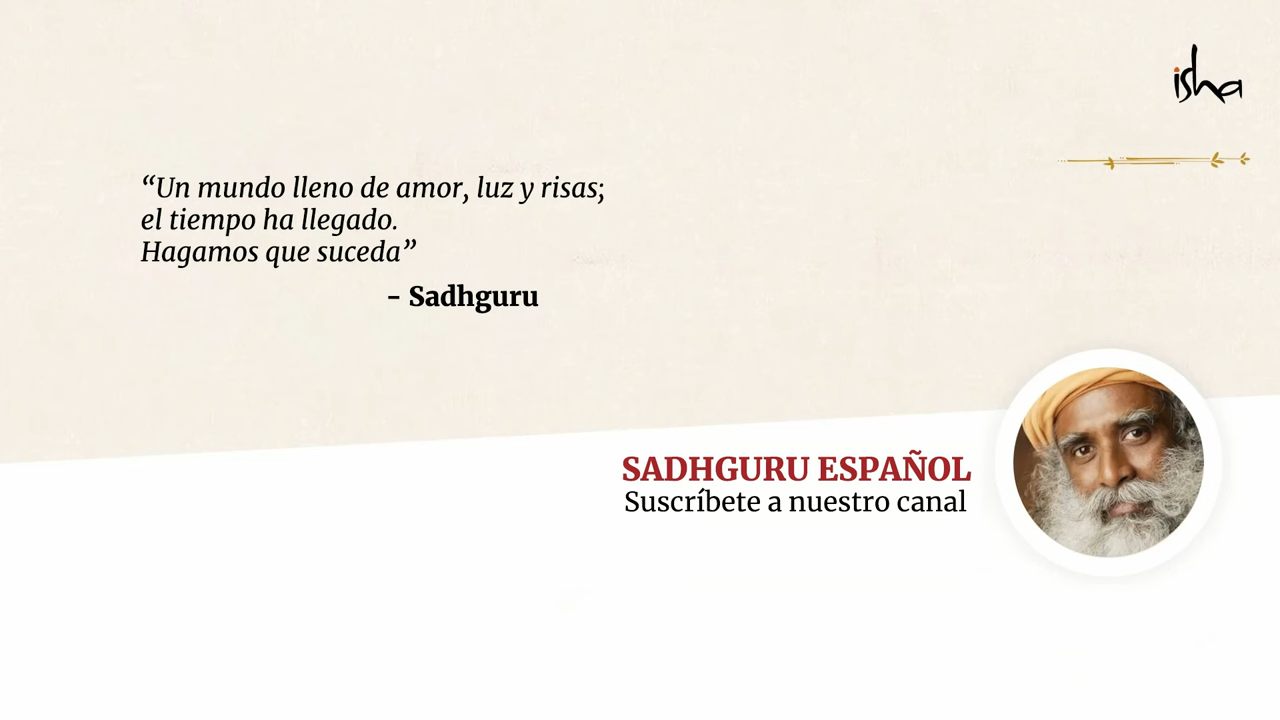 isha
“Un mundo lleno de amor, luz y risas;
el tiempo ha llegado.
Hagamos que suceda”
- Sadhguru
SADHGURU ESPAÑOL
Suscríbete a nuestro canal